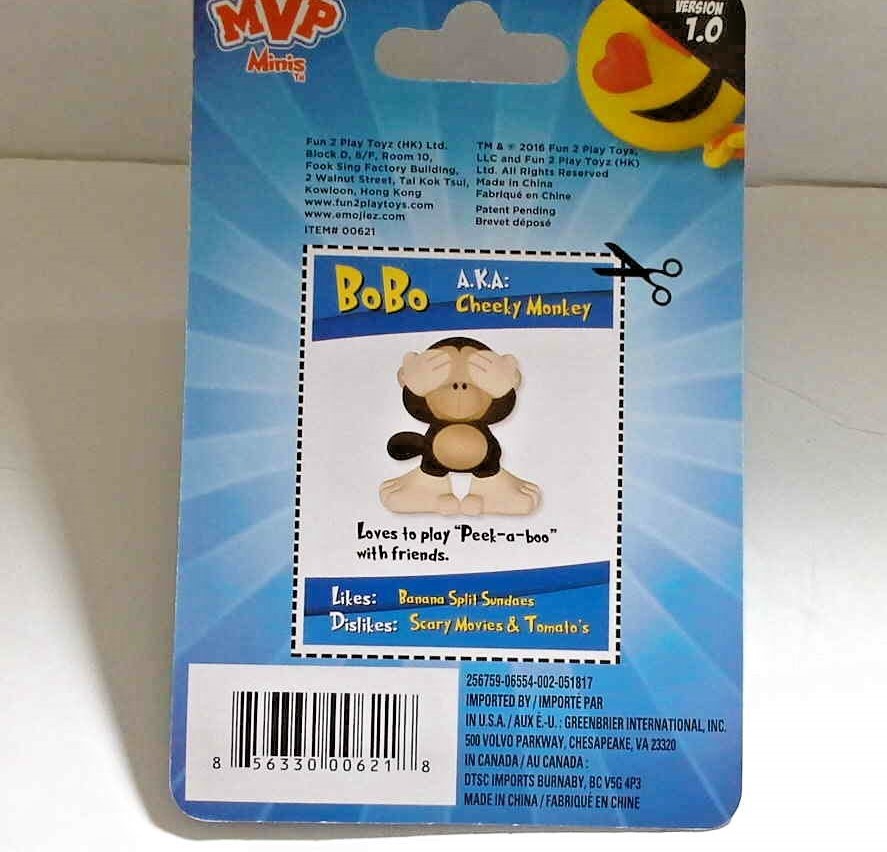 MVP
Minis
TM
VERSION
1.0
Fun 2 Play Toyz (HK) Ltd.
Block D, 8/F, Room 10,
Fook Sing Factory Building,
2 Walnut Street, Tai Kok Tsui,
Kowloon, Hong Kong
www.fun2playtoys.com
www.emojiez.com
ITEM# 00621
TM & ® 2016 Fun 2 Play Toys,
LLC and Fun 2 Play Toyz (HK)
Ltd. All Rights Reserved
Made in China
Fabriqué en Chine
Patent Pending
Brevet déposé
BoBo
A.K.A:
Cheeky Monkey
Loves to play "Peek-a-boo"
with friends.
Likes: Banana Split Sundaes
Dislikes: Scary Movies & Tomato's
8 56330 00621 8
256759-06554-002-051817
IMPORTED BY / IMPORTÉ PAR
IN U.S.A. / AUX É.-U. : GREENBRIER INTERNATIONAL, INC.
500 VOLVO PARKWAY, CHESAPEAKE, VA 23320
IN CANADA / AU CANADA :
DTSC IMPORTS BURNABY, BC V5G 4P3
MADE IN CHINA / FABRIQUÉ EN CHINE